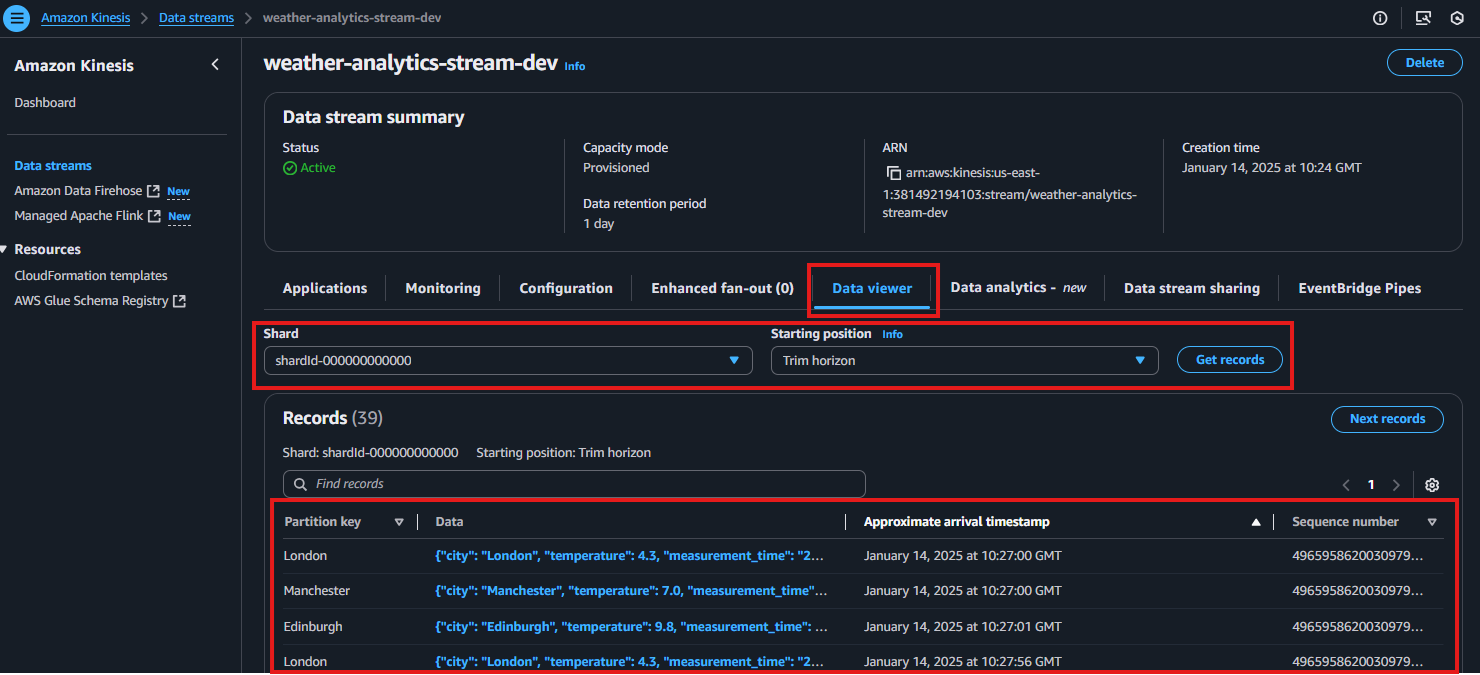 Amazon Kinesis > Data streams > weather-analytics-stream-dev
Amazon Kinesis
Dashboard
Data streams
Amazon Data Firehose New
Managed Apache Flink New
Resources
CloudFormation templates
AWS Glue Schema Registry
weather-analytics-stream-dev Info
Delete
Data stream summary
Status
Active
Capacity mode
Provisioned
Data retention period
1 day
ARN
arn:aws:kinesis:us-east-
1:381492194103:stream/weather-analytics-
stream-dev
Creation time
January 14, 2025 at 10:24 GMT
Applications Monitoring Configuration Enhanced fan-out (0) Data viewer Data analytics - new Data stream sharing EventBridge Pipes
Shard Starting position Info
shardId-000000000000 Trim horizon Get records
Records (39) Next records
Shard: shardId-000000000000 Starting position: Trim horizon
Find records 1
Partition key Data Approximate arrival timestamp Sequence number
London {"city": "London", "temperature": 4.3, "measurement_time": "2... January 14, 2025 at 10:27:00 GMT 4965958620030979...
Manchester {"city": "Manchester", "temperature": 7.0, "measurement_time"... January 14, 2025 at 10:27:00 GMT 4965958620030979...
Edinburgh {"city": "Edinburgh", "temperature": 9.8, "measurement_time": ... January 14, 2025 at 10:27:01 GMT 4965958620030979...
London {"city": "London", "temperature": 4.3, "measurement_time": "2... January 14, 2025 at 10:27:56 GMT 4965958620030979...